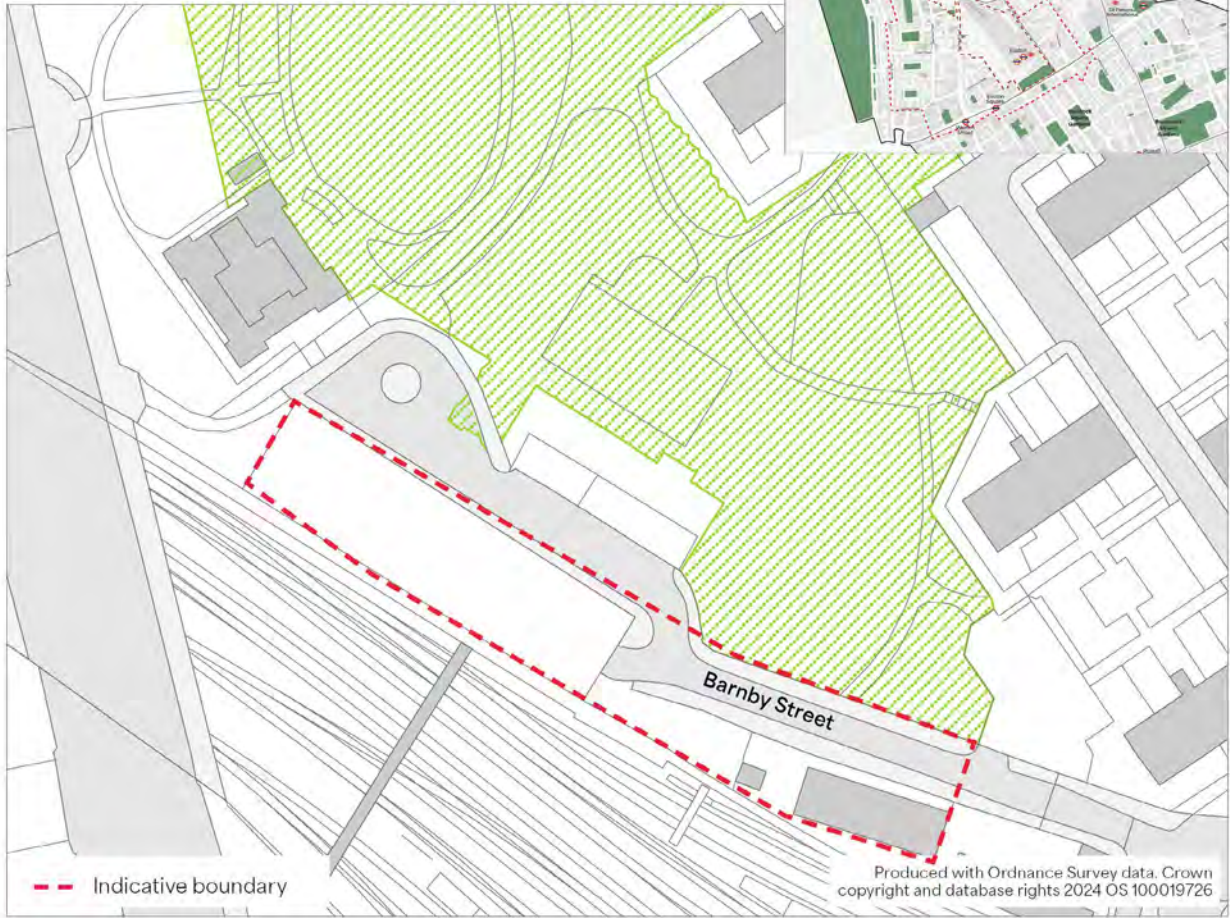 Barnby Street
Indicative boundary
Produced with Ordnance Survey data. Crown
copyright and database rights 2024 OS 100019726